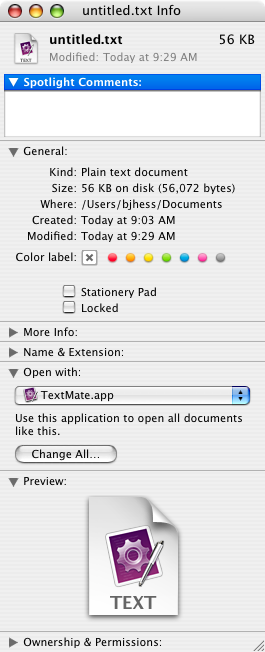 untitled.txt Info
untitled.txt 56 KB
Modified: Today at 9:29 AM
TEXT
Spotlight Comments:
General:
Kind: Plain text document
Size: 56 KB on disk (56,072 bytes)
Where: /Users/bjhess/Documents
Created: Today at 9:03 AM
Modified: Today at 9:29 AM
Color label:
Stationery Pad
Locked
More Info:
Name & Extension:
Open with:
TextMate.app
Use this application to open all documents
like this.
Change All...
Preview:
TEXT
Ownership & Permissions: